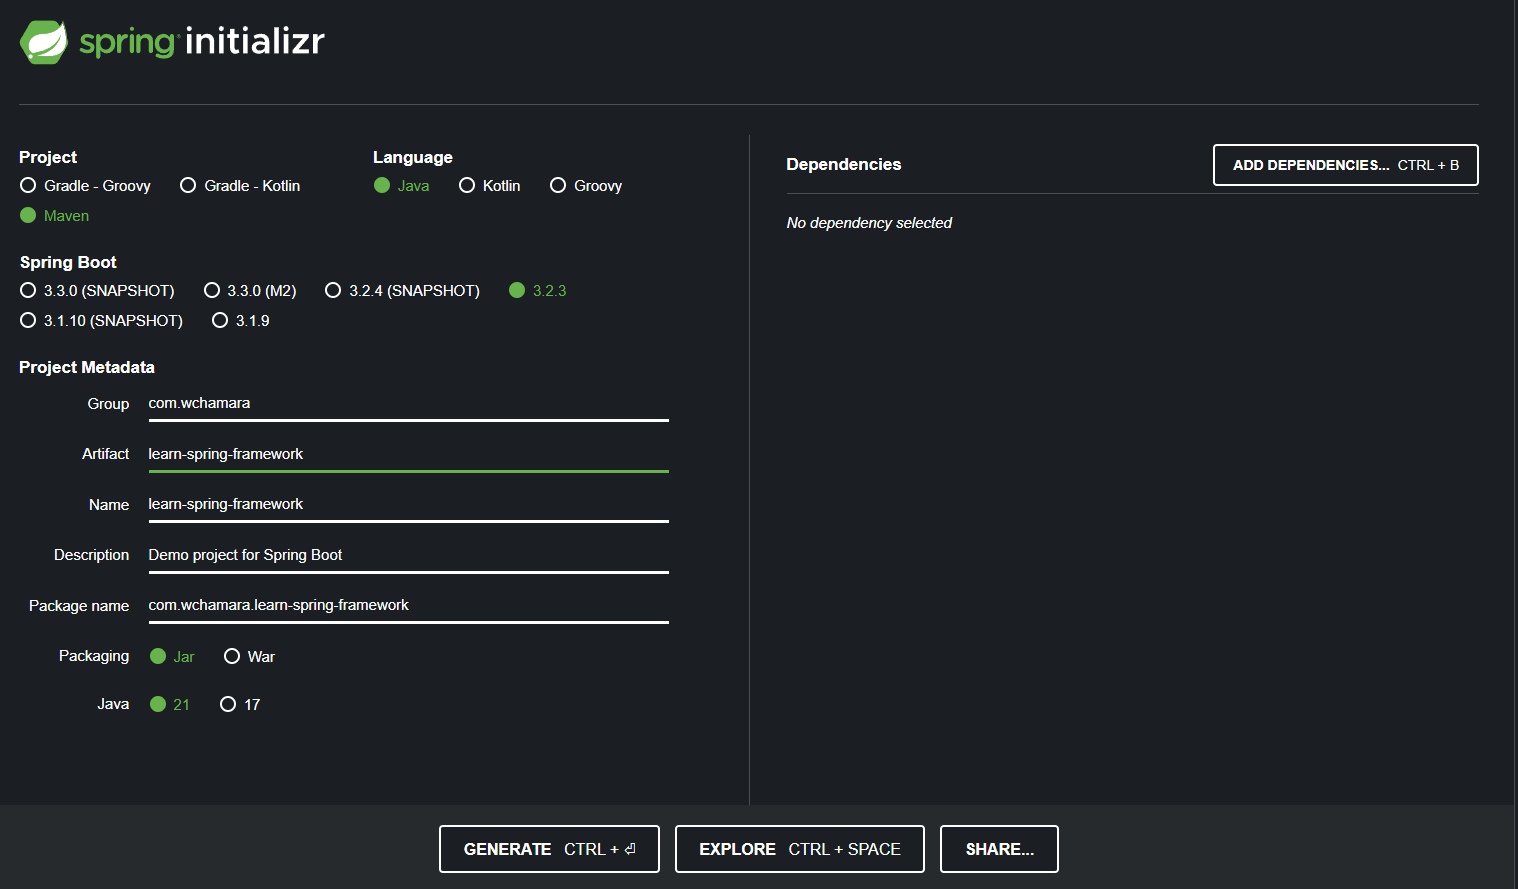 spring initializr
Project
Gradle - Groovy Gradle - Kotlin
Maven
Language
Java Kotlin Groovy
Spring Boot
3.3.0 (SNAPSHOT) 3.3.0 (M2) 3.2.4 (SNAPSHOT) 3.2.3
3.1.10 (SNAPSHOT) 3.1.9
Project Metadata
Group com.wchamara
Artifact learn-spring-framework
Name learn-spring-framework
Description Demo project for Spring Boot
Package name com.wchamara.learn-spring-framework
Packaging Jar War
Java 21 17
Dependencies ADD DEPENDENCIES... CTRL + B
No dependency selected
GENERATE CTRL + ⏎ EXPLORE CTRL + SPACE SHARE...